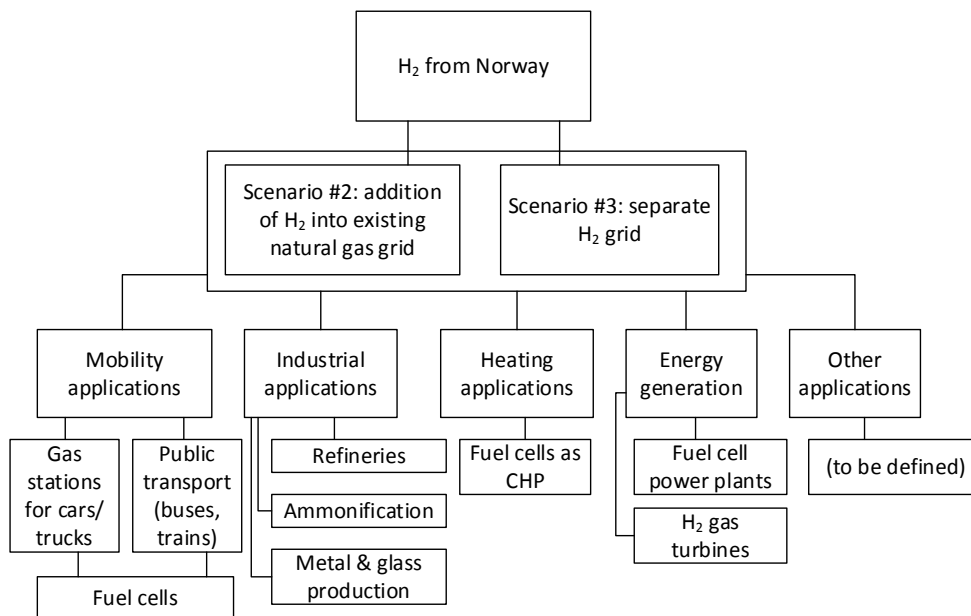 H₂ from Norway
Scenario #2: addition
of H₂ into existing
natural gas grid
Scenario #3: separate
H₂ grid
Mobility
applications
Industrial
applications
Heating
applications
Energy
generation
Other
applications
Gas
stations
for cars/
trucks
Public
transport
(buses,
trains)
Fuel cells
Refineries
Ammonification
Metal & glass
production
Fuel cells as
CHP
Fuel cell
power plants
H₂ gas
turbines
(to be defined)